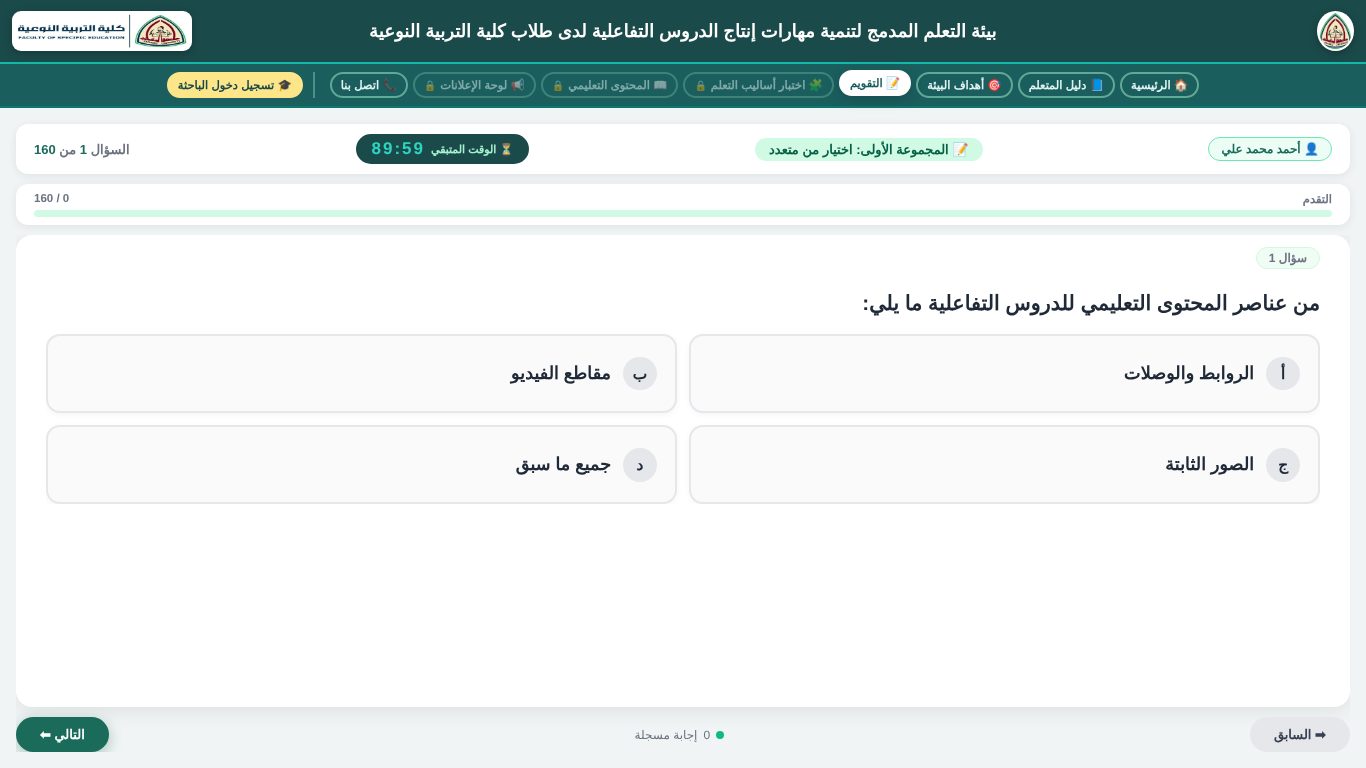 بيئة التعلم المدمج لتنمية مهارات إنتاج الدروس التفاعلية لدى طلاب كلية التربية النوعية
كلية التربية النوعية
FACULTY OF SPECIFIC EDUCATION
🏠 الرئيسية
📘 دليل المتعلم
🎯 أهداف البيئة
📝 التقويم
🧩 اختبار أساليب التعلم 🔒
📖 المحتوى التعليمي 🔒
📢 لوحة الإعلانات 🔒
📞 اتصل بنا
🎓 تسجيل دخول الباحثة
👤 أحمد محمد علي
📝 المجموعة الأولى: اختيار من متعدد
⏳ الوقت المتبقي 89:59
السؤال 1 من 160
التقدم
0 / 160
سؤال 1
من عناصر المحتوى التعليمي للدروس التفاعلية ما يلي:
أ الروابط والوصلات
ب مقاطع الفيديو
ج الصور الثابتة
د جميع ما سبق
➡ السابق
0 إجابة مسجلة
التالي ⬅